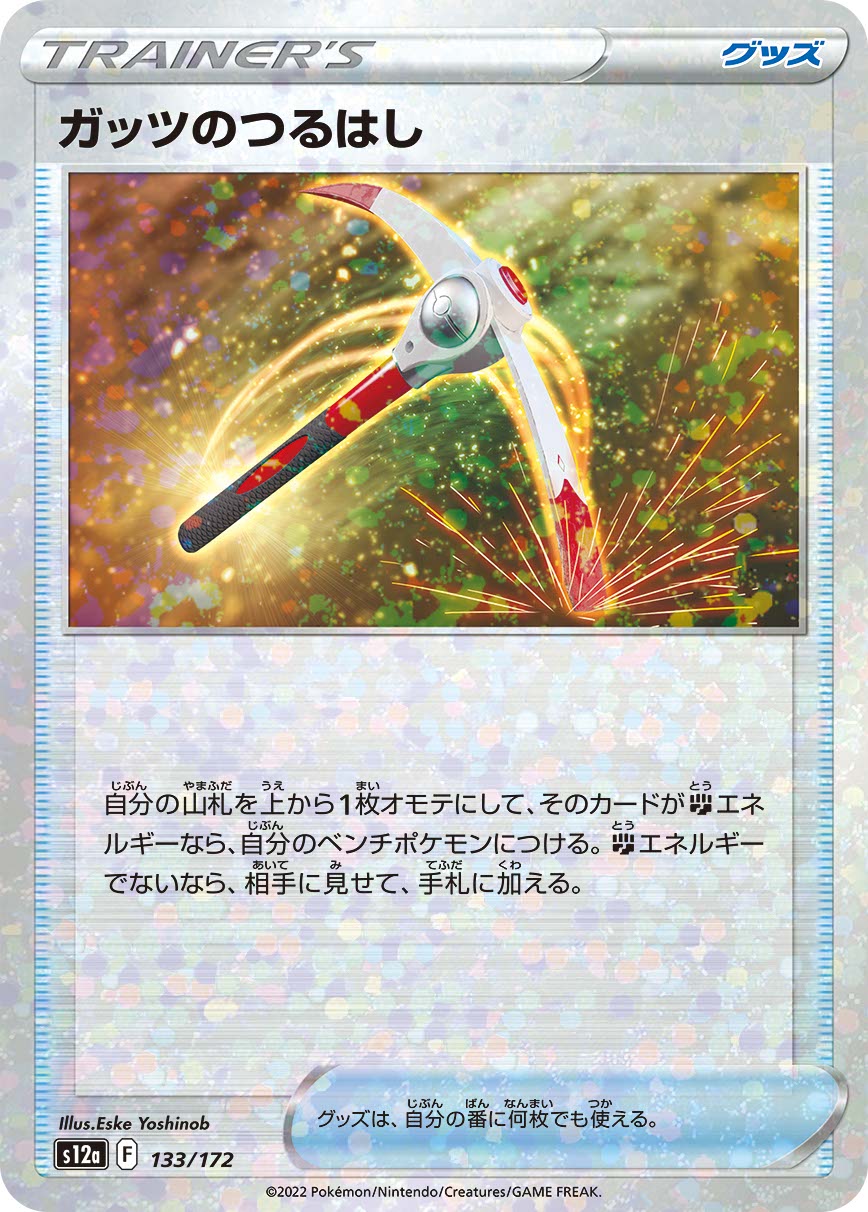 TRAINER'S グッズ
ガッツのつるはし
自分の山札を上から1枚オモテにして、そのカードが闘エネ
ルギーなら、自分のベンチポケモンにつける。闘エネルギー
でないなら、相手に見せて、手札に加える。
Illus.Eske Yoshinob
グッズは、自分の番に何枚でも使える。
s12a F 133/172
©2022 Pokémon/Nintendo/Creatures/GAME FREAK.